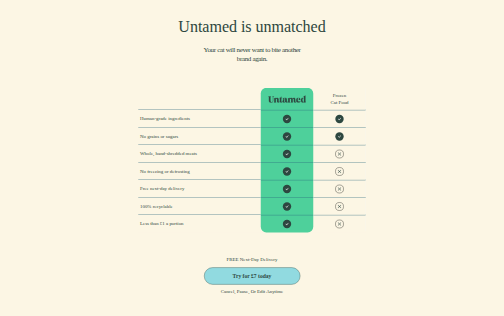 Untamed is unmatched
Your cat will never want to bite another
brand again.
Untamed
Frozen
Cat Food
Human-grade ingredients
No grains or sugars
Whole, hand-shredded meats
No freezing or defrosting
Free next-day delivery
100% recyclable
Less than £1 a portion
FREE Next-Day Delivery
Try for £7 today
Cancel, Pause, Or Edit Anytime